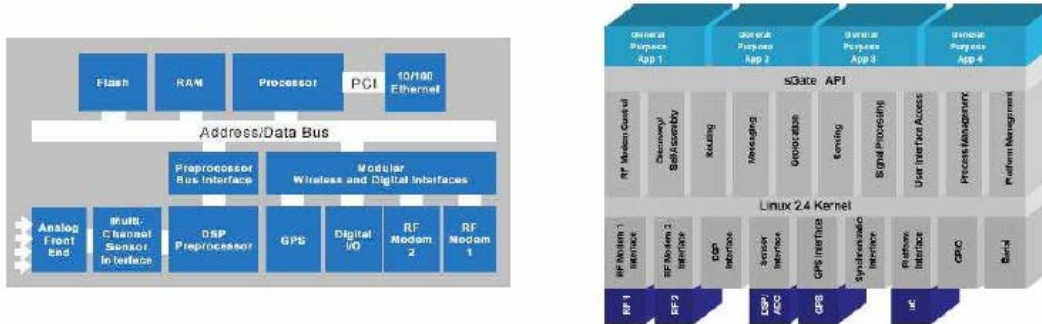 Flash
RAM
Processor
PCI
10/100
Ethernet
Address/Data Bus
Preprocessor
Bus Interface
Modular
Wireless and Digital Interfaces
Analog
Front
End
Multi-
Channel
Sensor
Interface
DSP
Preprocessor
GPS
Digital
I/O
RF
Modem
2
RF
Modem
1
General
Purpose
App 1
General
Purpose
App 2
General
Purpose
App 3
General
Purpose
App 4
sGate API
RF Modem Control
Discovery/
Self Assembly
Routing
Messaging
Geolocation
Sensing
Signal Processing
User Interface Access
Process Management
Platform Management
Linux 2.4 Kernel
RF Modem 1
Interface
RF Modem 2
Interface
DSP
Interface
Sensor
Interface
GPS Interface
Synchronization
Interface
Platform
Interface
GPIO
Serial
RF 1
RF 2
DSP/
ADC
GPS
uC